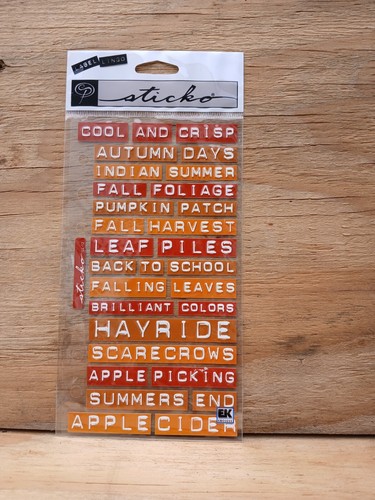 LABEL LINGO
sticko
COOL AND CRISP
AUTUMN DAYS
INDIAN SUMMER
FALL FOLIAGE
PUMPKIN PATCH
FALL HARVEST
LEAF PILES
sticko
BACK TO SCHOOL
FALLING LEAVES
BRILLIANT COLORS
HAYRIDE
SCARECROWS
APPLE PICKING
SUMMERS END
EK
APPLE CIDER